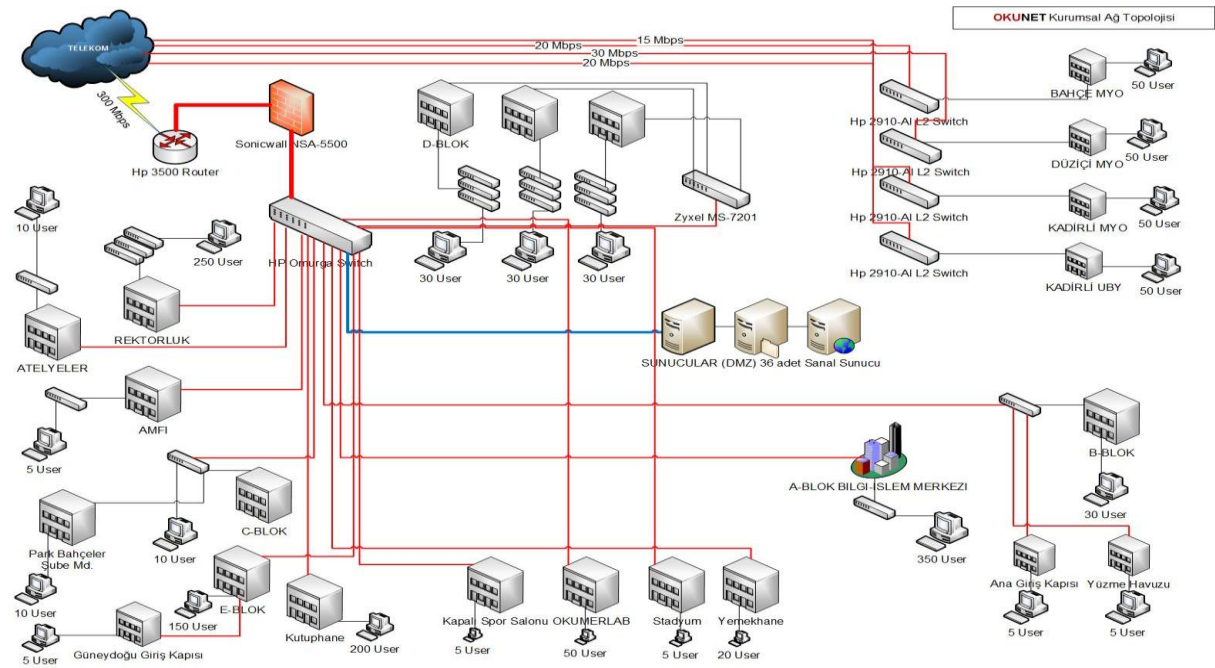 OKUNET Kurumsal Ağ Topolojisi
TELEKOM
15 Mbps
20 Mbps
30 Mbps
20 Mbps
300 Mbps
Hp 3500 Router
Sonicwall NSA-5500
D-BLOK
Zyxel MS-7201
Hp 2910-Al L2 Switch
Hp 2910-Al L2 Switch
Hp 2910-Al L2 Switch
Hp 2910-Al L2 Switch
BAHÇE MYO
50 User
DÜZİÇİ MYO
50 User
KADİRLİ MYO
50 User
KADİRLİ UBY
50 User
10 User
250 User
HP Omurga Switch
30 User
30 User
30 User
REKTORLUK
ATELYELER
SUNUCULAR (DMZ) 36 adet Sanal Sunucu
AMFI
5 User
A-BLOK BILGI-ISLEM MERKEZI
B-BLOK
30 User
350 User
C-BLOK
10 User
Park Bahçeler
Şube Md.
10 User
E-BLOK
150 User
Güneydoğu Giriş Kapısı
5 User
Kutuphane
200 User
Kapalı Spor Salonu
5 User
OKUMERLAB
50 User
Stadyum
5 User
Yemekhane
20 User
Ana Giriş Kapısı
5 User
Yüzme Havuzu
5 User